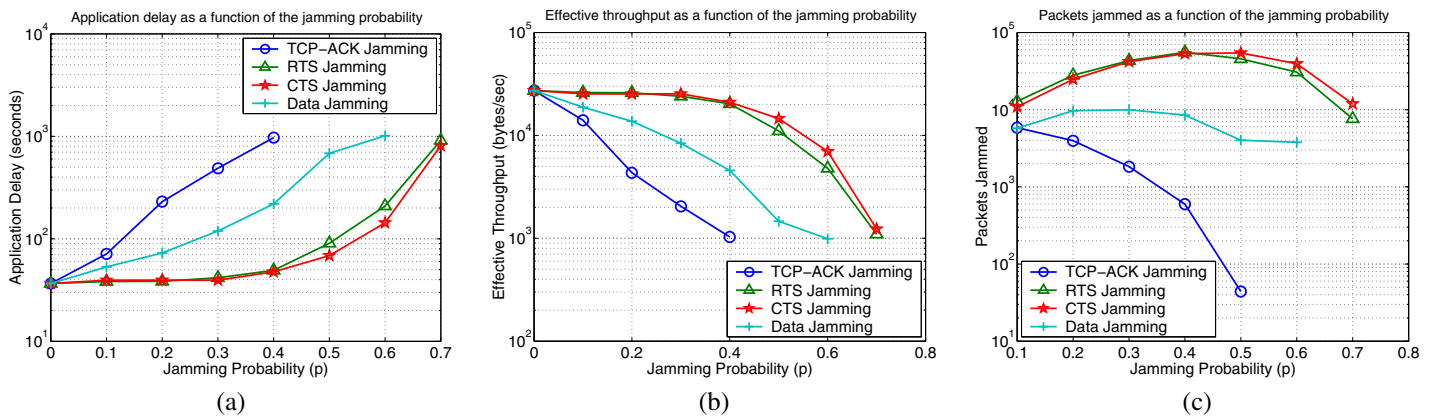 Application delay as a function of the jamming probability
10^4
10^3
10^2
10^1
Application Delay (seconds)
TCP-ACK Jamming
RTS Jamming
CTS Jamming
Data Jamming
0 0.1 0.2 0.3 0.4 0.5 0.6 0.7
Jamming Probability (p)
(a)
Effective throughput as a function of the jamming probability
10^5
10^4
10^3
10^2
Effective Throughput (bytes/sec)
TCP-ACK Jamming
RTS Jamming
CTS Jamming
Data Jamming
0 0.2 0.4 0.6 0.8
Jamming Probability (p)
(b)
Packets jammed as a function of the jamming probability
10^5
10^4
10^3
10^2
10^1
Packets Jammed
TCP-ACK Jamming
RTS Jamming
CTS Jamming
Data Jamming
0.1 0.2 0.3 0.4 0.5 0.6 0.7 0.8
Jamming Probability (p)
(c)